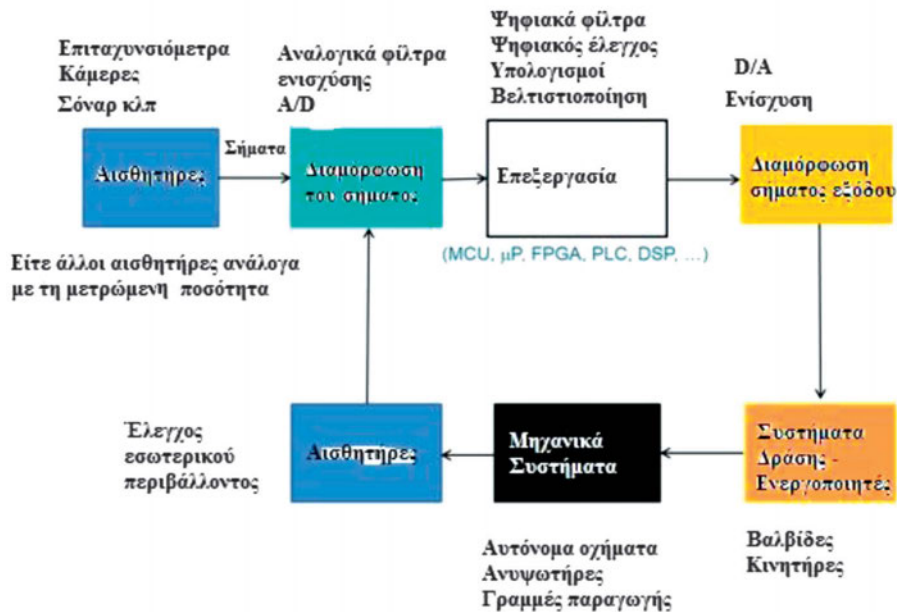 Επιταχυνσιόμετρα
Κάμερες
Σόναρ κλπ
Αναλογικά φίλτρα
ενισχύσης
A/D
Ψηφιακά φίλτρα
Ψηφιακός έλεγχος
Υπολογισμοί
Βελτιστιοποίηση
D/A
Ενίσχυση
Αισθητήρες
Σήματα
Διαμόρφωση
του σήματος
Επεξεργασία
Διαμόρφωση
σήματος εξόδου
(MCU, μP, FPGA, PLC, DSP, ...)
Είτε άλλοι αισθητήρες ανάλογα
με τη μετρώμενη ποσότητα
Έλεγχος
εσωτερικού
περιβάλλοντος
Αισθητήρες
Μηχανικά
Συστήματα
Συστήματα
Δράσης -
Ενεργοποιητές
Αυτόνομα οχήματα
Ανυψωτήρες
Γραμμές παραγωγής
Βαλβίδες
Κινητήρες